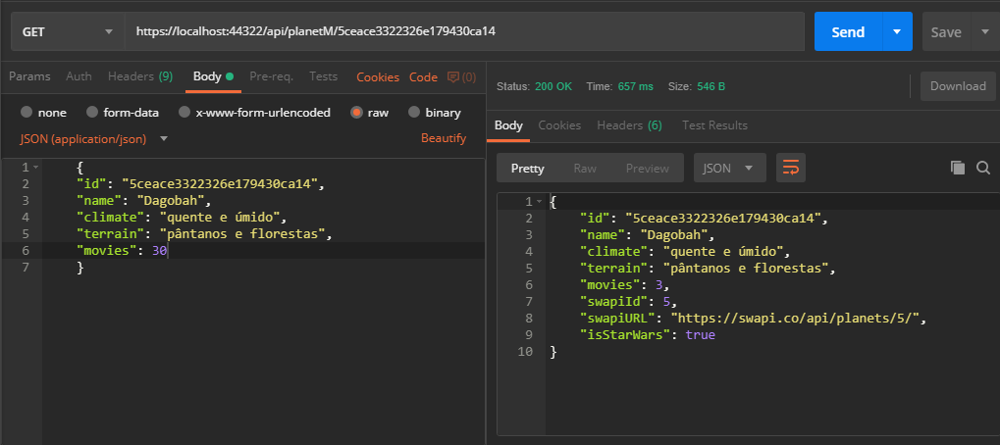 GET https://localhost:44322/api/planetM/5ceace3322326e179430ca14 Send Save
Params Auth Headers (9) Body Pre-req. Tests Cookies Code (0)
none form-data x-www-form-urlencoded raw binary
JSON (application/json) Beautify
1 {
2 "id": "5ceace3322326e179430ca14",
3 "name": "Dagobah",
4 "climate": "quente e úmido",
5 "terrain": "pântanos e florestas",
6 "movies": 30
7 }
Status: 200 OK Time: 657 ms Size: 546 B Download
Body Cookies Headers (6) Test Results
Pretty Raw Preview JSON
1 {
2 "id": "5ceace3322326e179430ca14",
3 "name": "Dagobah",
4 "climate": "quente e úmido",
5 "terrain": "pântanos e florestas",
6 "movies": 3,
7 "swapiId": 5,
8 "swapiURL": "https://swapi.co/api/planets/5/",
9 "isStarWars": true
10 }